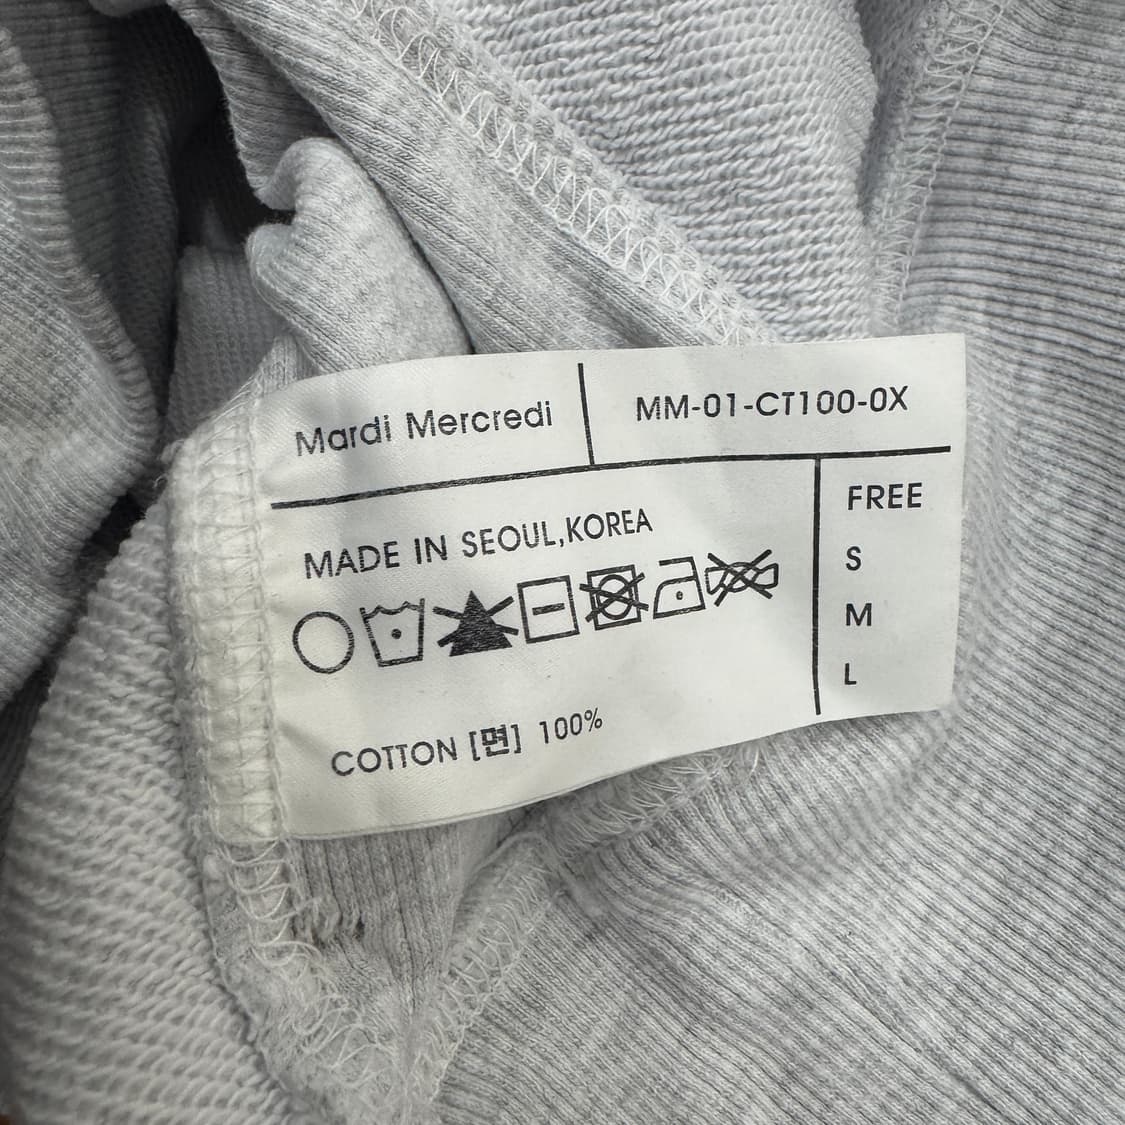 Mardi Mercredi
MM-01-CT100-0X
MADE IN SEOUL,KOREA
COTTON [면] 100%
FREE
S
M
L